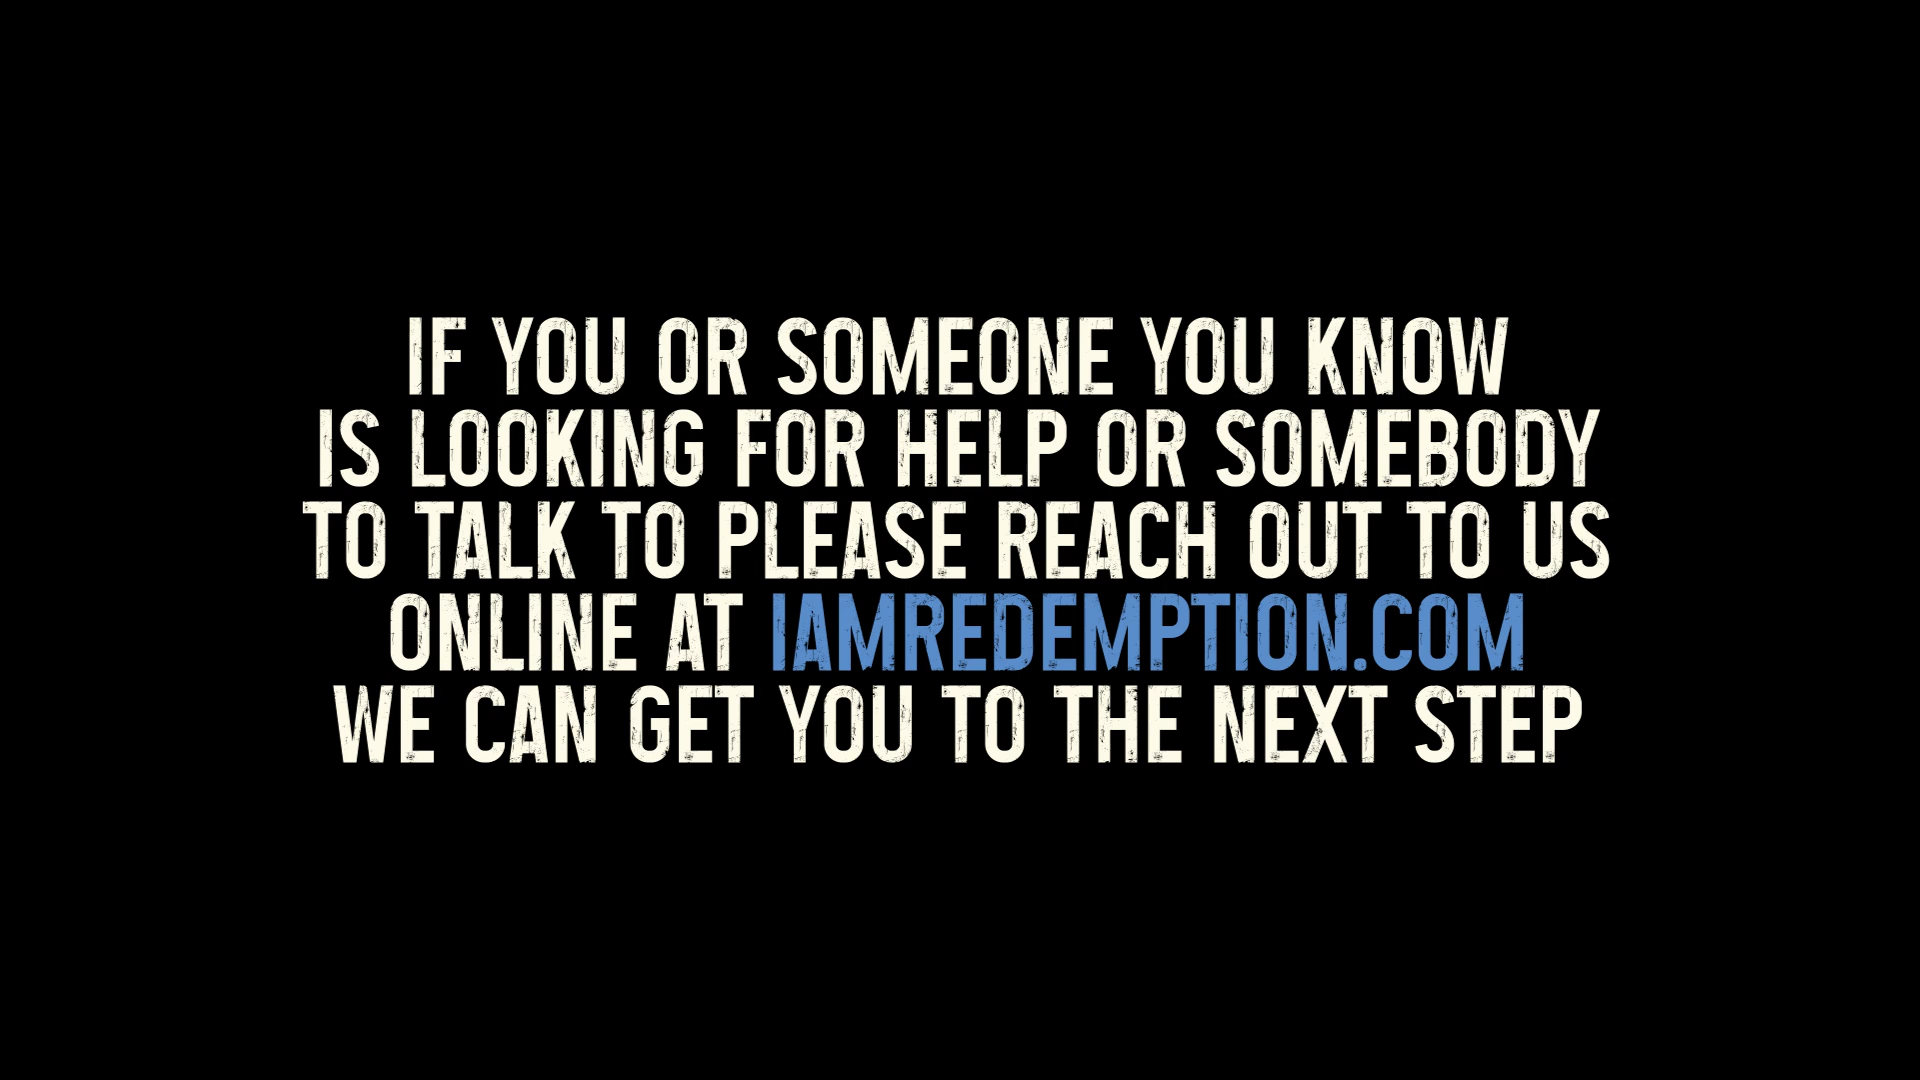 IF YOU OR SOMEONE YOU KNOW
IS LOOKING FOR HELP OR SOMEBODY
TO TALK TO PLEASE REACH OUT TO US
ONLINE AT IAMREDEMPTION.COM
WE CAN GET YOU TO THE NEXT STEP